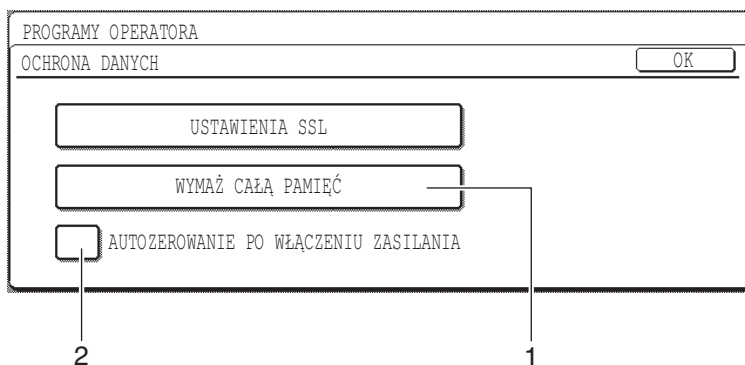 PROGRAMY OPERATORA
OCHRONA DANYCH OK
USTAWIENIA SSL
WYMAŻ CAŁĄ PAMIĘĆ
AUTOZEROWANIE PO WŁĄCZENIU ZASILANIA
2 1